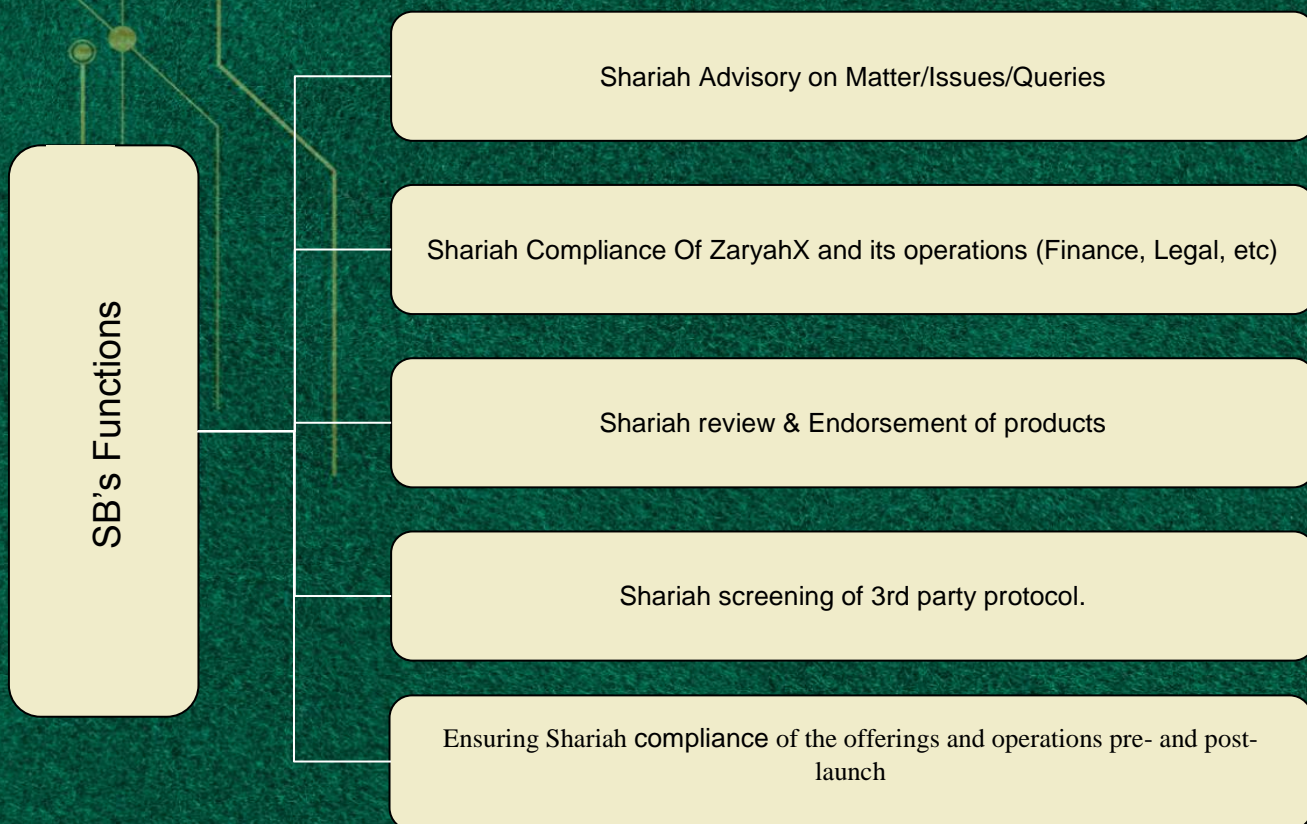 SB’s Functions
Shariah Advisory on Matter/Issues/Queries
Shariah Compliance Of ZaryahX and its operations (Finance, Legal, etc)
Shariah review & Endorsement of products
Shariah screening of 3rd party protocol.
Ensuring Shariah compliance of the offerings and operations pre- and post-
launch